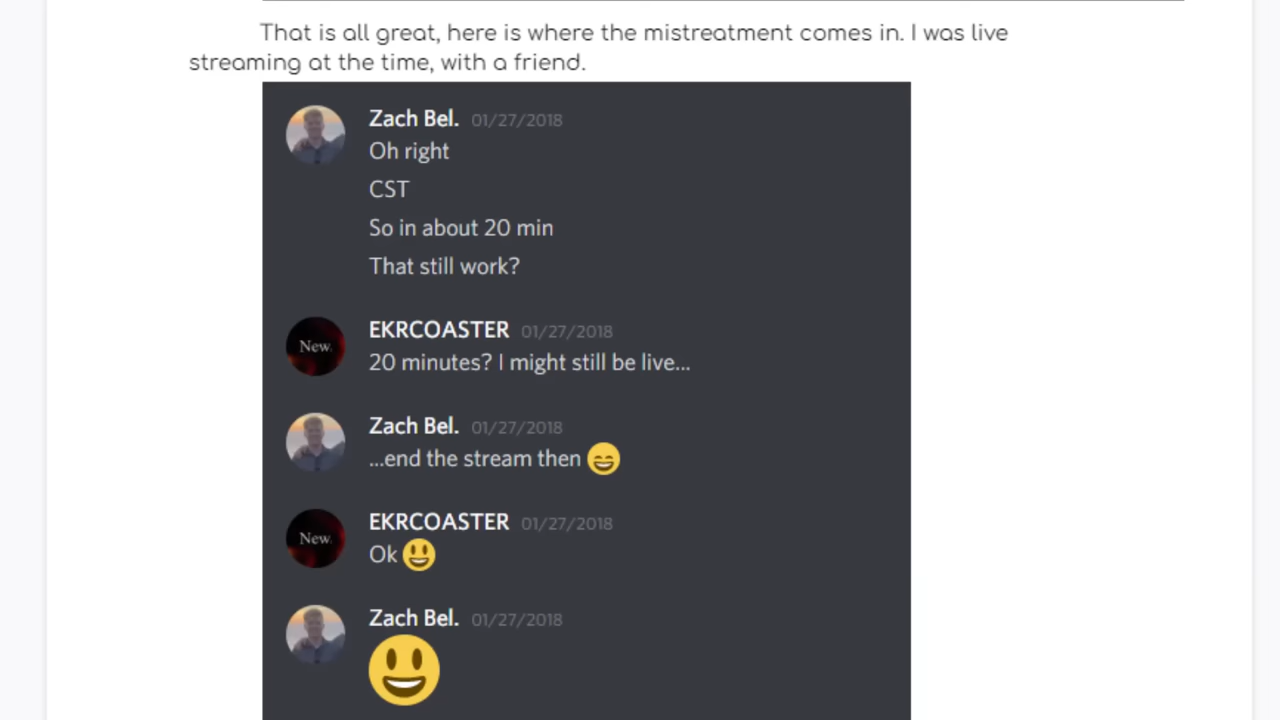 That is all great, here is where the mistreatment comes in. I was live
streaming at the time, with a friend.
Zach Bel. 01/27/2018
Oh right
CST
So in about 20 min
That still work?
New.
EKRCOASTER 01/27/2018
20 minutes? I might still be live...
Zach Bel. 01/27/2018
...end the stream then 😄
New.
EKRCOASTER 01/27/2018
Ok 😃
Zach Bel. 01/27/2018
😃